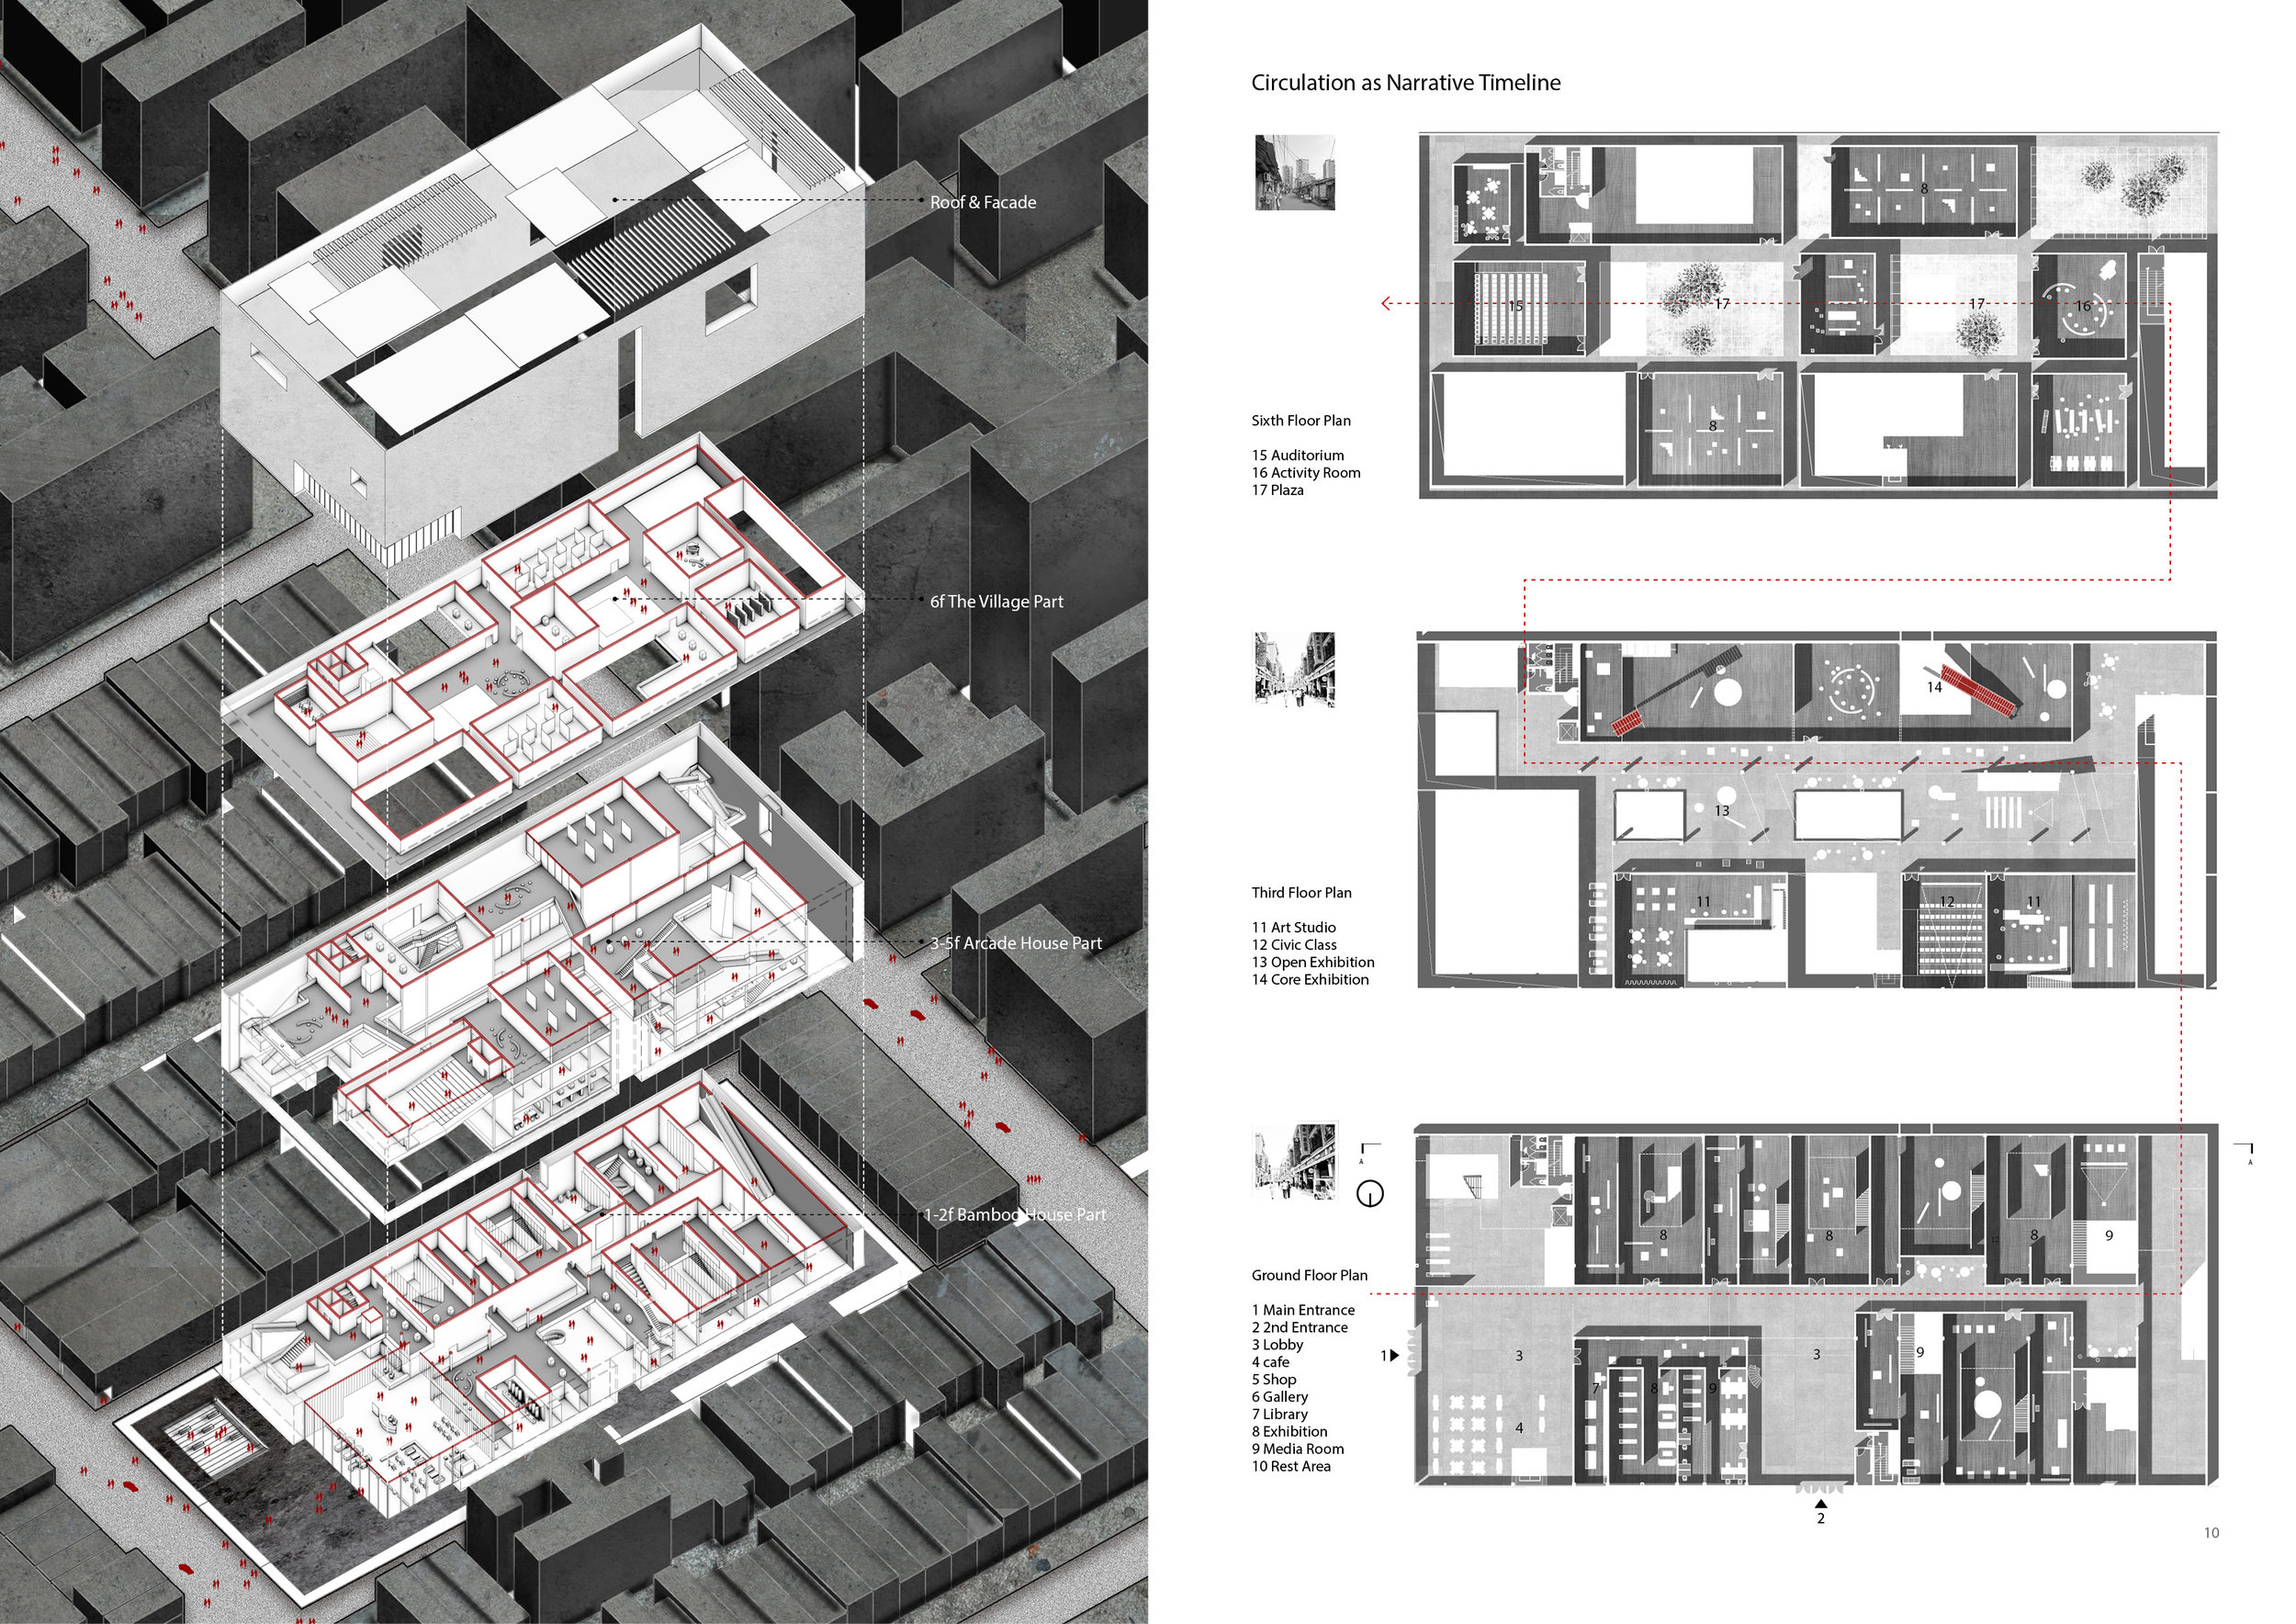 Roof & Facade
6f The Village Part
3-5f Arcade House Part
1-2f Bamboo House Part
Circulation as Narrative Timeline
8
15
17
17
16
8
Sixth Floor Plan
15 Auditorium
16 Activity Room
17 Plaza
14
13
11
12
11
Third Floor Plan
11 Art Studio
12 Civic Class
13 Open Exhibition
14 Core Exhibition
A
A
8
8
8
9
Ground Floor Plan
1 Main Entrance
2 2nd Entrance
3 Lobby
4 cafe
5 Shop
6 Gallery
7 Library
8 Exhibition
9 Media Room
10 Rest Area
1
3
3
9
7
8
9
4
2
10